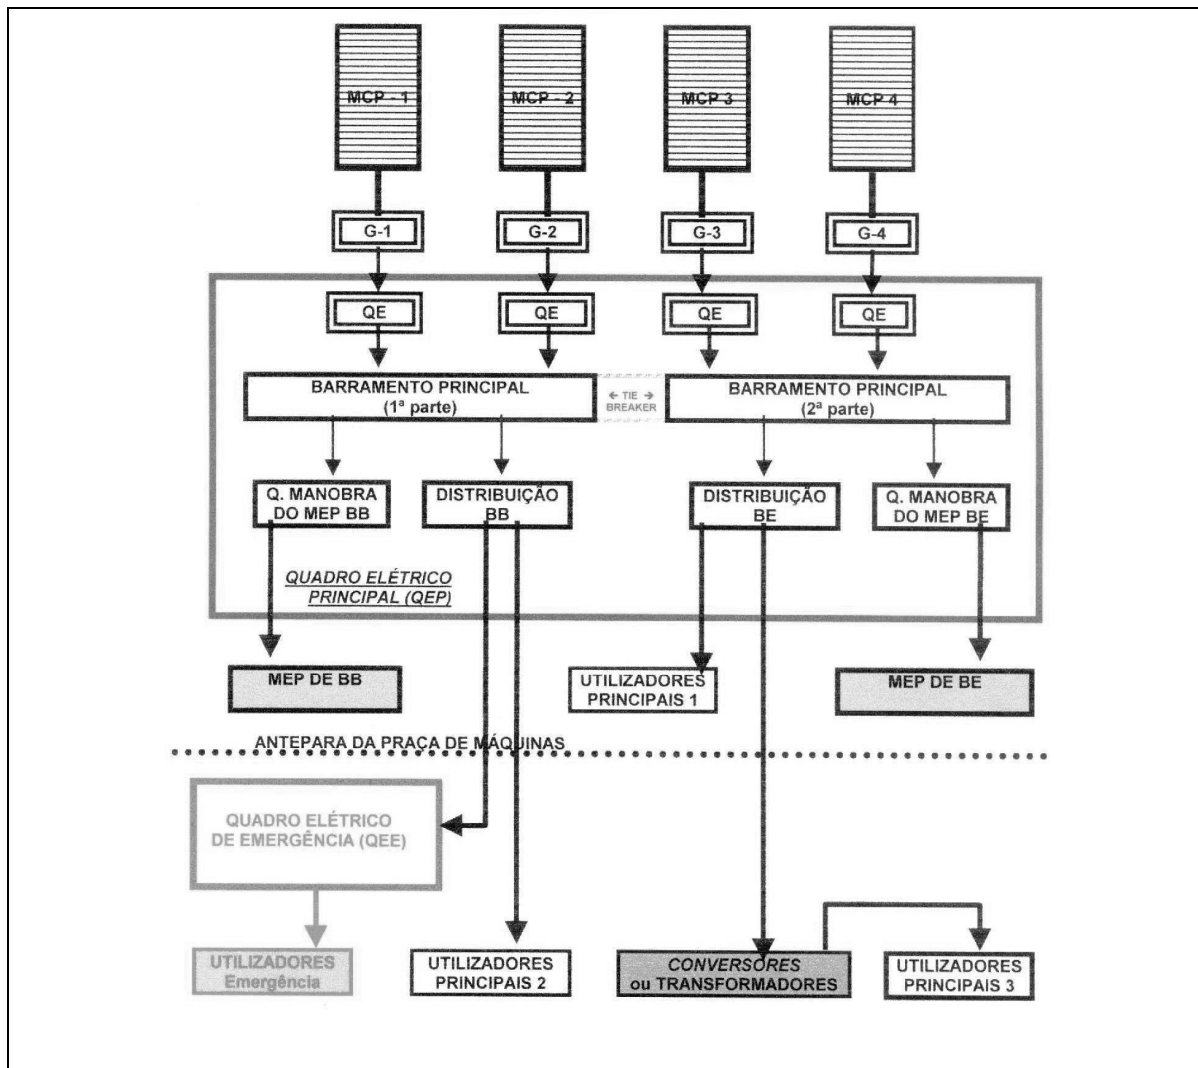 MCP - 1
MCP - 2
MCP 3
MCP 4
G-1
G-2
G-3
G-4
QE
QE
QE
QE
BARRAMENTO PRINCIPAL
(1ª parte)
← TIE →
BREAKER
BARRAMENTO PRINCIPAL
(2ª parte)
Q. MANOBRA
DO MEP BB
DISTRIBUIÇÃO
BB
DISTRIBUIÇÃO
BE
Q. MANOBRA
DO MEP BE
QUADRO ELÉTRICO
PRINCIPAL (QEP)
MEP DE BB
UTILIZADORES
PRINCIPAIS 1
MEP DE BE
ANTEPARA DA PRAÇA DE MÁQUINAS
QUADRO ELÉTRICO
DE EMERGÊNCIA (QEE)
UTILIZADORES
Emergência
UTILIZADORES
PRINCIPAIS 2
CONVERSORES
ou TRANSFORMADORES
UTILIZADORES
PRINCIPAIS 3